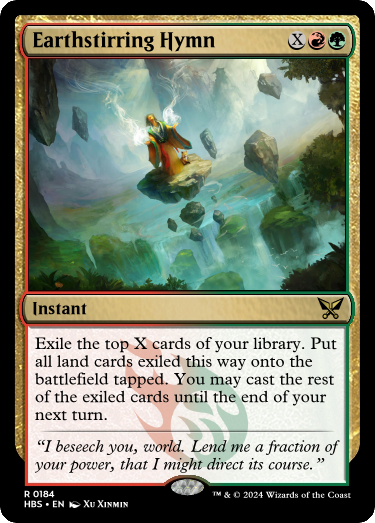 Earthstirring Hymn X
Instant
Exile the top X cards of your library. Put
all land cards exiled this way onto the
battlefield tapped. You may cast the rest
of the exiled cards until the end of your
next turn.
“I beseech you, world. Lend me a fraction of
your power, that I might direct its course.”
R 0184
HBS • EN Xu Xinmin ™ & © 2024 Wizards of the Coast